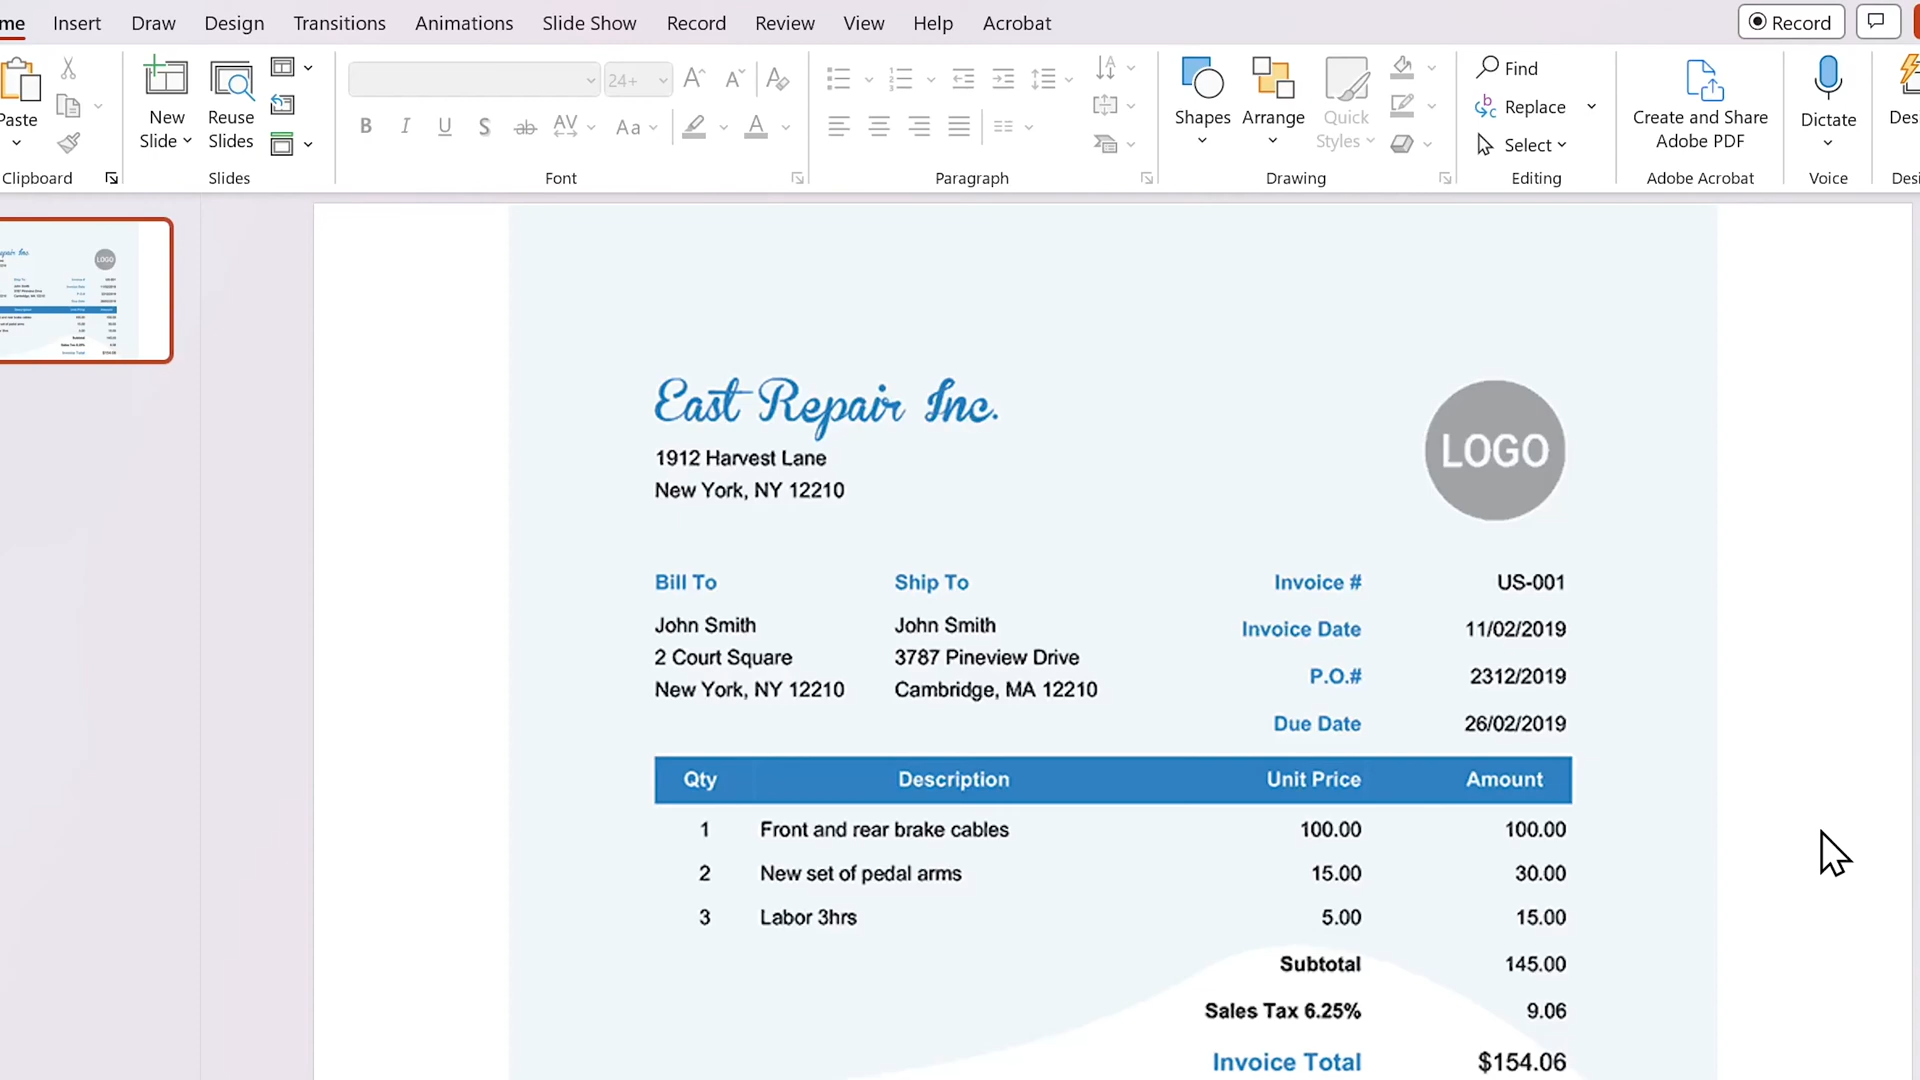 me Insert Draw Design Transitions Animations Slide Show Record Review View Help Acrobat Record
Paste
Clipboard
New Slide
Reuse Slides
Slides
24+
B I U S ab AV Aa A
Font
Paragraph
Shapes
Arrange
Quick Styles
Drawing
Find
Replace
Select
Editing
Create and Share Adobe PDF
Adobe Acrobat
Dictate
Voice
Des
Desi
East Repair Inc.
1912 Harvest Lane
New York, NY 12210
LOGO
Bill To Ship To Invoice # US-001
John Smith John Smith Invoice Date 11/02/2019
2 Court Square 3787 Pineview Drive P.O.# 2312/2019
New York, NY 12210 Cambridge, MA 12210 Due Date 26/02/2019
Qty Description Unit Price Amount
1 Front and rear brake cables 100.00 100.00
2 New set of pedal arms 15.00 30.00
3 Labor 3hrs 5.00 15.00
Subtotal 145.00
Sales Tax 6.25% 9.06
Invoice Total $154.06